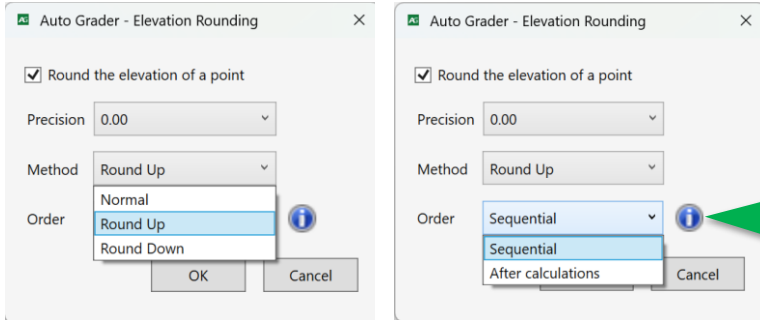 AG Auto Grader - Elevation Rounding
Round the elevation of a point
Precision 0.00
Method Round Up
Normal
Order Round Up
Round Down
OK Cancel
AG Auto Grader - Elevation Rounding
Round the elevation of a point
Precision 0.00
Method Round Up
Order Sequential
Sequential
After calculations
Cancel